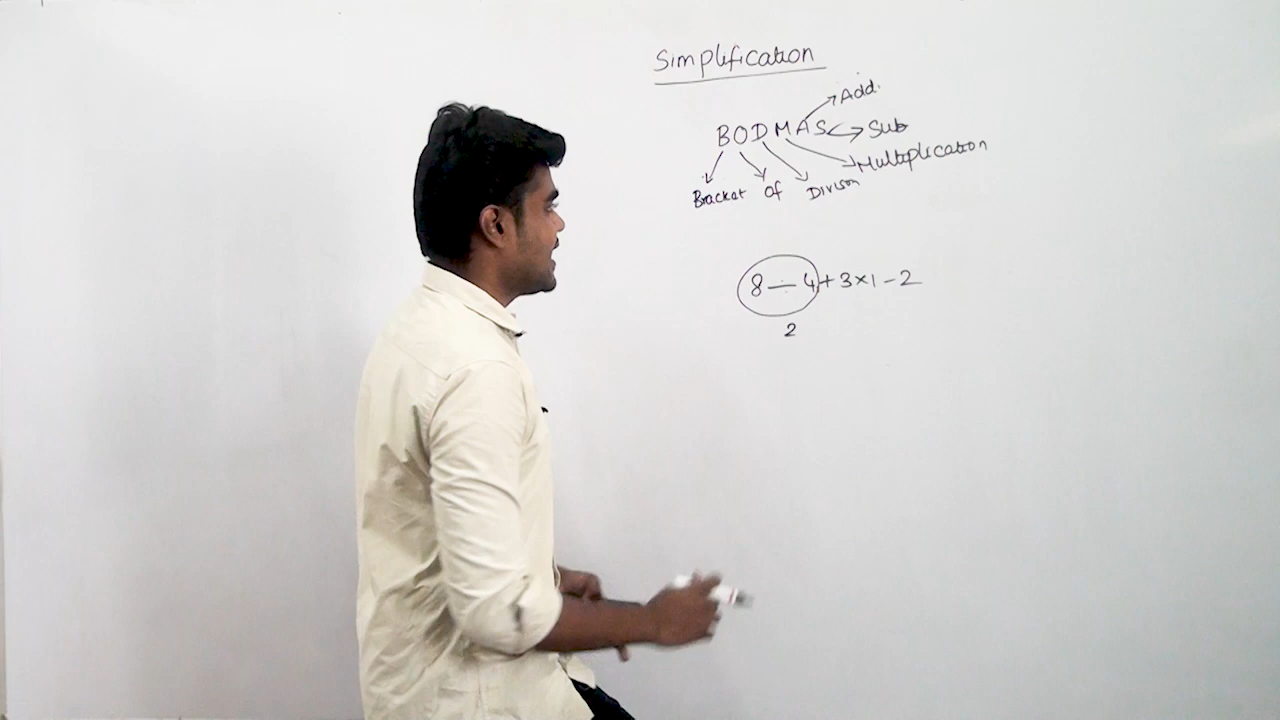 Simplification
Add.
BODMAS
Sub
Multiplication
Bracket Of Divison
8 ÷ 4 + 3 × 1 - 2
2